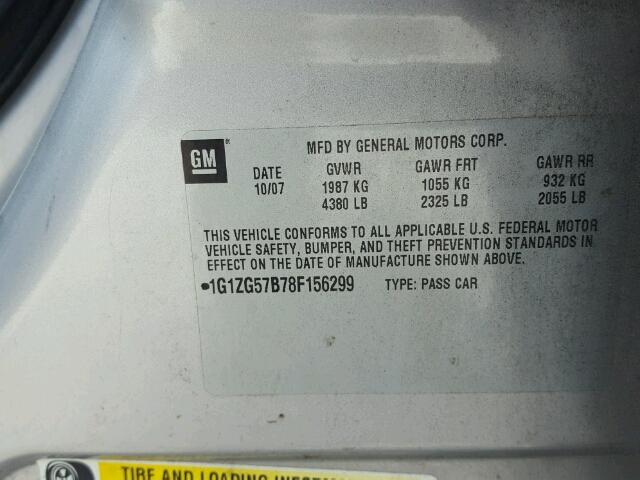 GM
MFD BY GENERAL MOTORS CORP.
DATE GVWR GAWR FRT GAWR RR
10/07 1987 KG 1055 KG 932 KG
4380 LB 2325 LB 2055 LB
THIS VEHICLE CONFORMS TO ALL APPLICABLE U.S. FEDERAL MOTOR
VEHICLE SAFETY, BUMPER, AND THEFT PREVENTION STANDARDS IN
EFFECT ON THE DATE OF MANUFACTURE SHOWN ABOVE.
•1G1ZG57B78F156299 TYPE: PASS CAR
TIRE AND LOADING